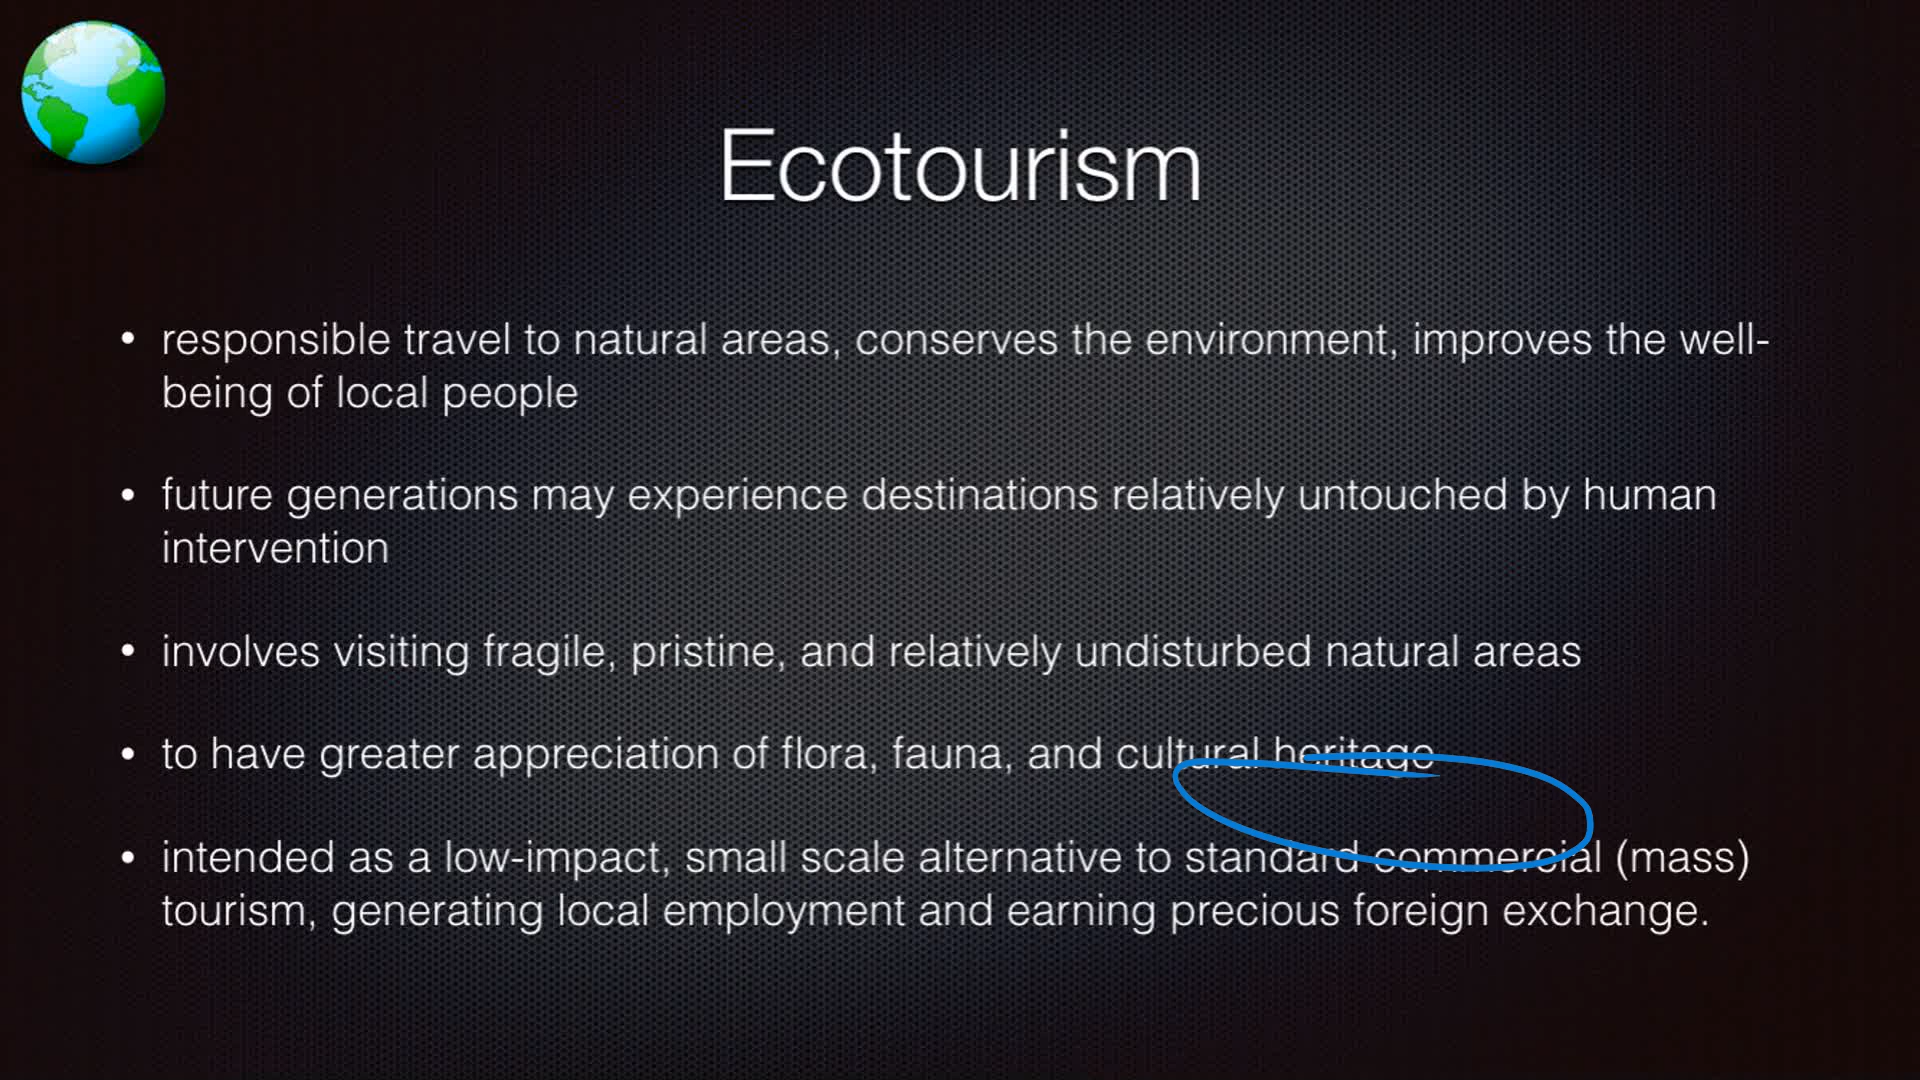 Ecotourism
• responsible travel to natural areas, conserves the environment, improves the well-
being of local people
• future generations may experience destinations relatively untouched by human
intervention
• involves visiting fragile, pristine, and relatively undisturbed natural areas
• to have greater appreciation of flora, fauna, and cultural heritage
• intended as a low-impact, small scale alternative to standard commercial (mass)
tourism, generating local employment and earning precious foreign exchange.